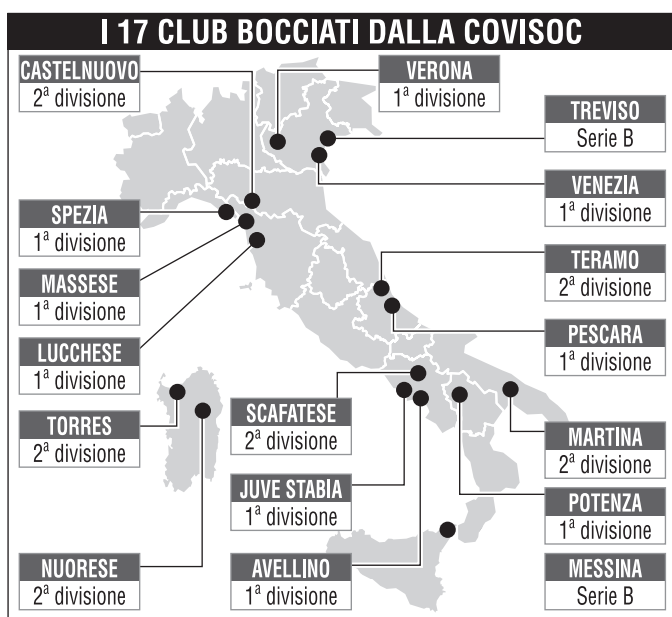 I 17 CLUB BOCCIATI DALLA COVISOC
CASTELNUOVO
2ª divisione
VERONA
1ª divisione
TREVISO
Serie B
VENEZIA
1ª divisione
SPEZIA
1ª divisione
MASSESE
1ª divisione
TERAMO
2ª divisione
PESCARA
1ª divisione
LUCCHESE
1ª divisione
TORRES
2ª divisione
SCAFATESE
2ª divisione
MARTINA
2ª divisione
JUVE STABIA
1ª divisione
POTENZA
1ª divisione
NUORESE
2ª divisione
AVELLINO
1ª divisione
MESSINA
Serie B